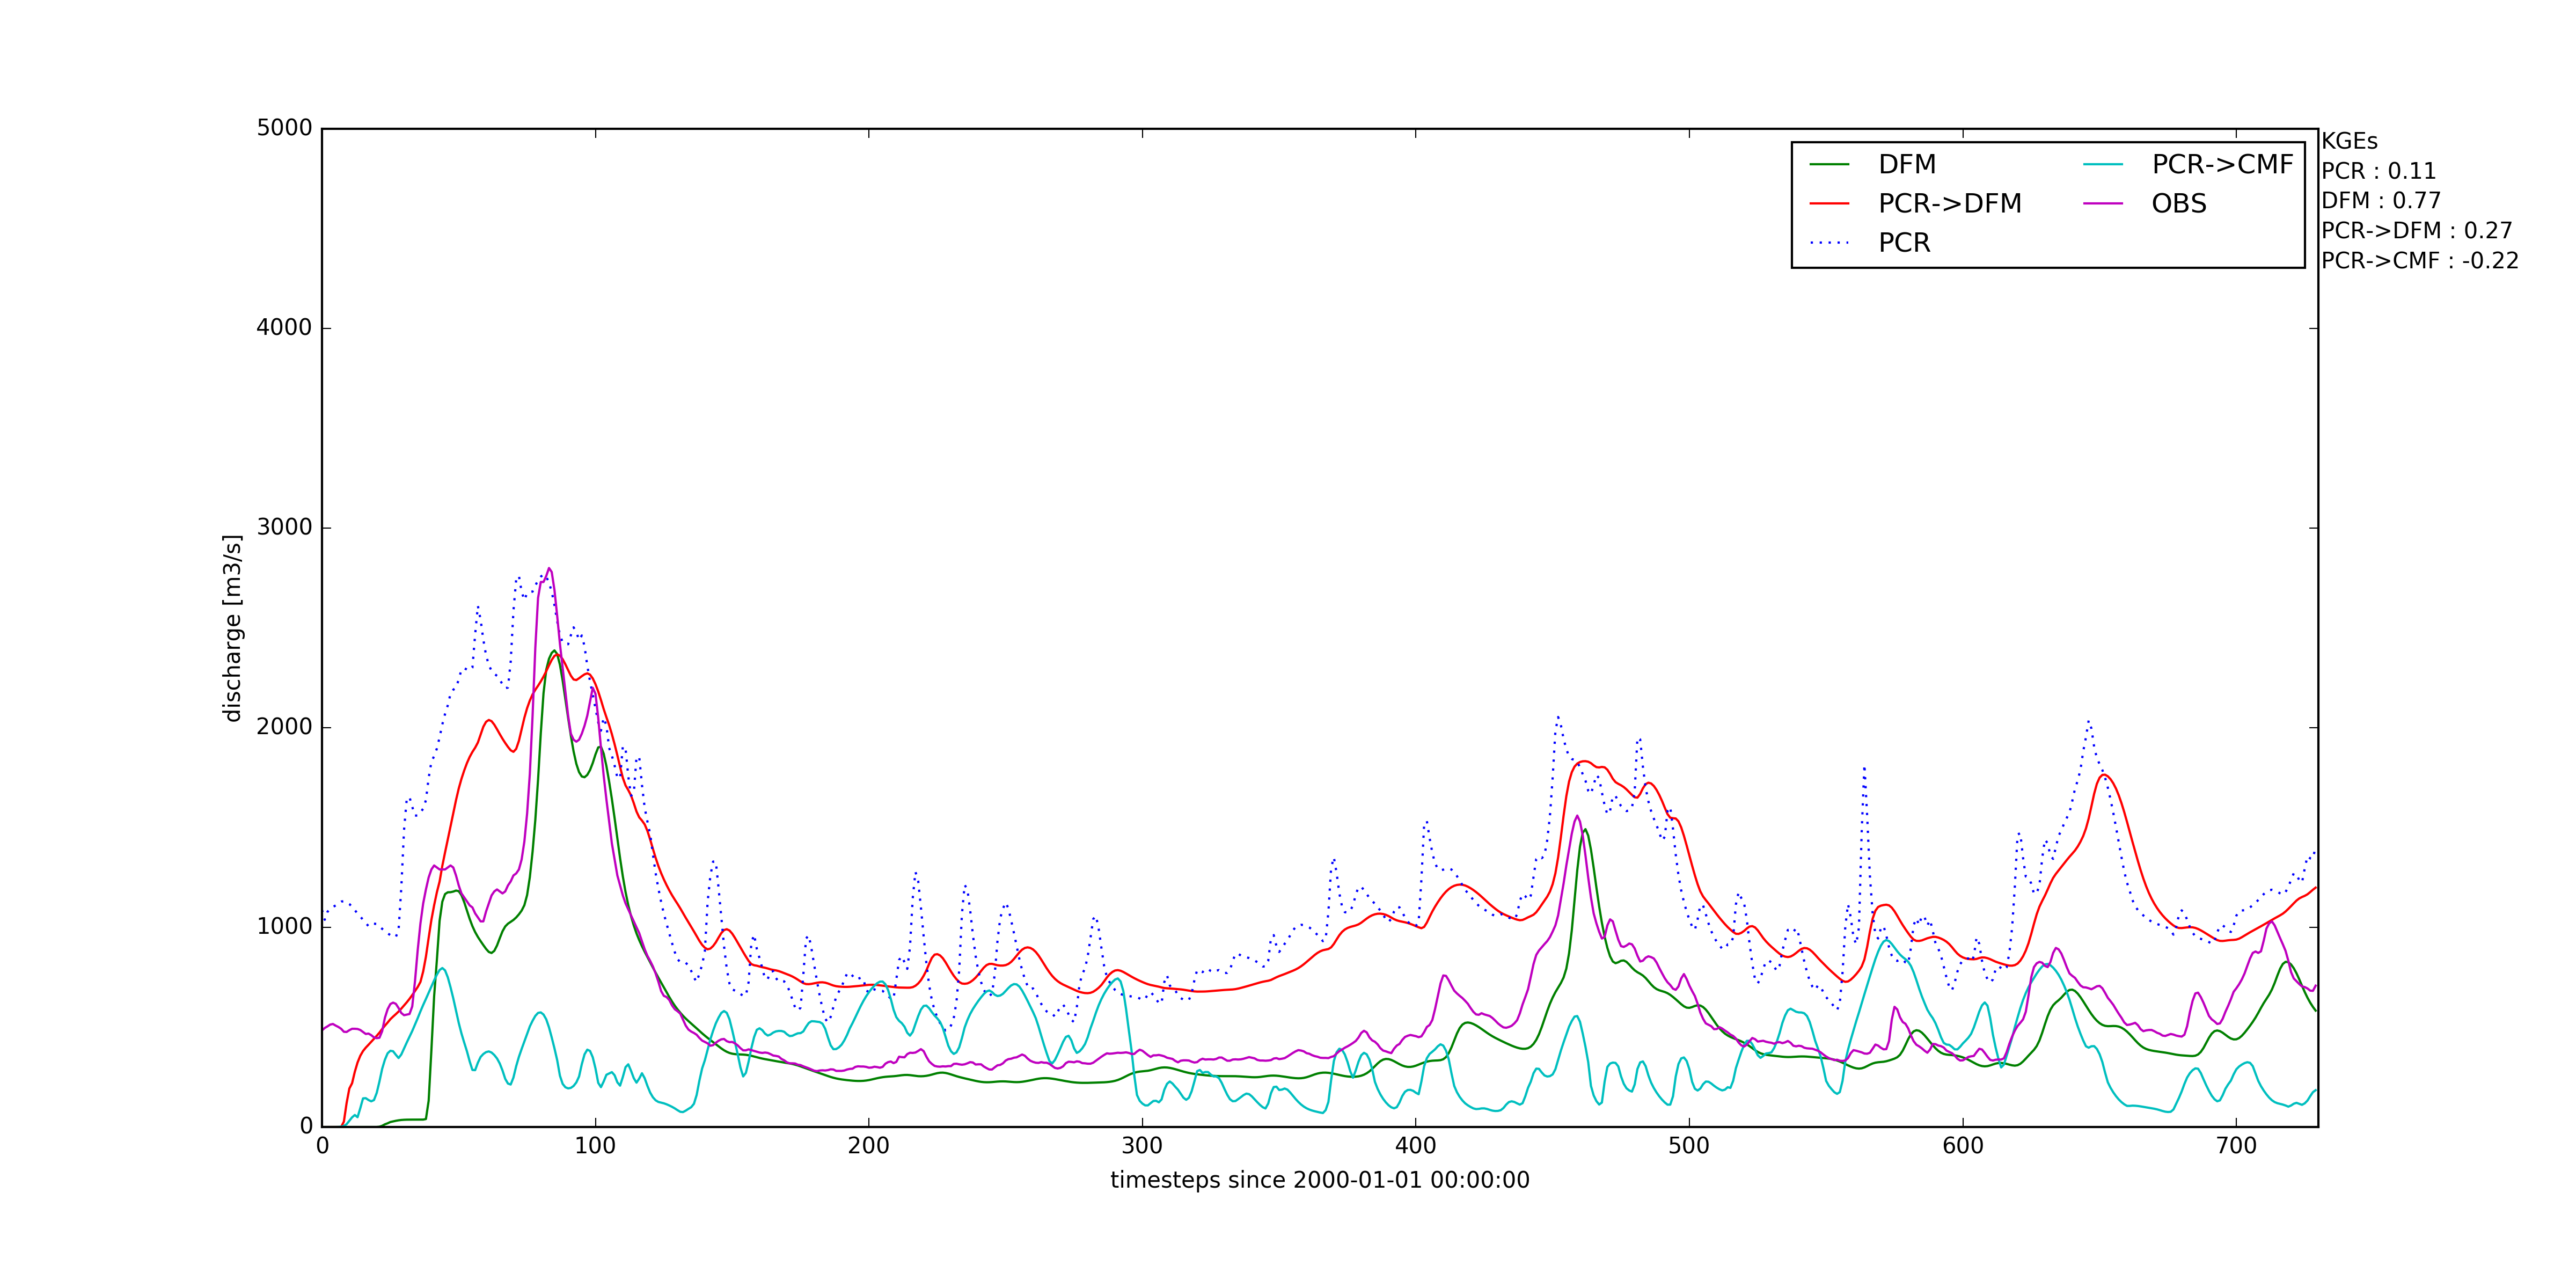 5000
4000
3000
2000
1000
0
discharge [m3/s]
0 100 200 300 400 500 600 700
timesteps since 2000-01-01 00:00:00
DFM
PCR->DFM
PCR
PCR->CMF
OBS
KGEs
PCR : 0.11
DFM : 0.77
PCR->DFM : 0.27
PCR->CMF : -0.22